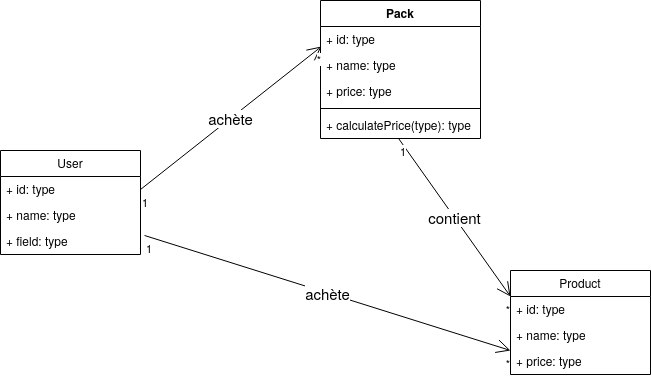 Pack
+ id: type
+ name: type
+ price: type
+ calculatePrice(type): type
*
1
achète
User
+ id: type
+ name: type
+ field: type
1
1
contient
achète
Product
+ id: type
+ name: type
+ price: type
*
*